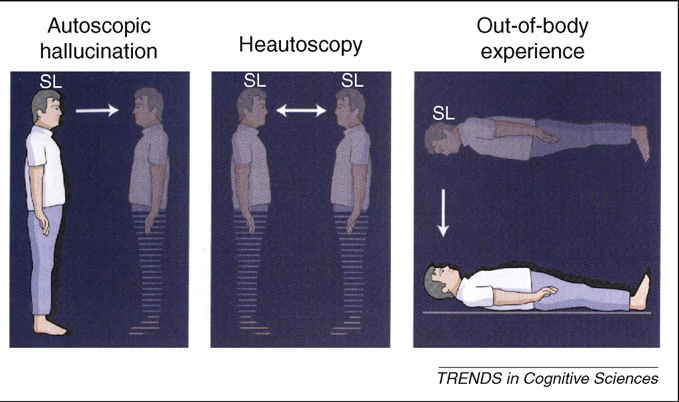 Autoscopic
hallucination
Heautoscopy
Out-of-body
experience
SL
SL
SL
SL
TRENDS in Cognitive Sciences